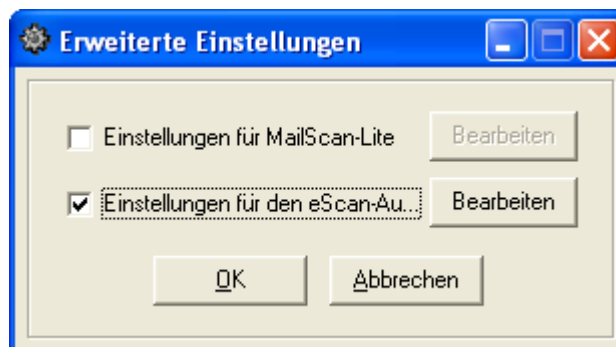 Erweiterte Einstellungen
Einstellungen für MailScan-Lite Bearbeiten
Einstellungen für den eScan-Au... Bearbeiten
OK Abbrechen